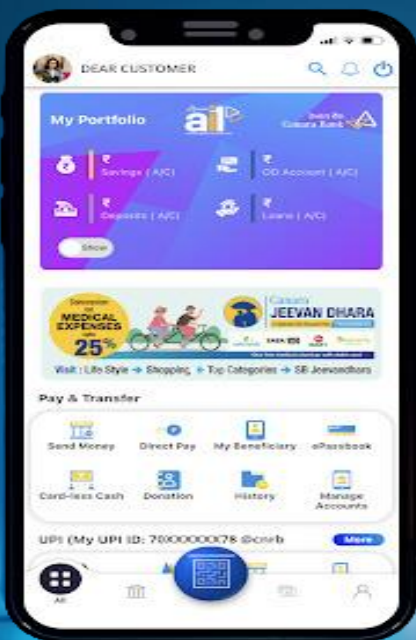 DEAR CUSTOMER
My Portfolio
ai1
Canara Bank
₹
Savings ( A/C)
₹
OD Account ( A/C)
₹
Deposits ( A/C)
₹
Loans ( A/C)
Show
MEDICAL
EXPENSES
upto
25%
Canara
JEEVAN DHARA
Visit : Life Style → Shopping → Top Categories → SB Jeevandhara
Pay & Transfer
Send Money
Direct Pay
My Beneficiary
ePassbook
Card-less Cash
Donation
History
Manage
Accounts
UPI (My UPI ID: 70XXXXXX78 @cnrb
More
All